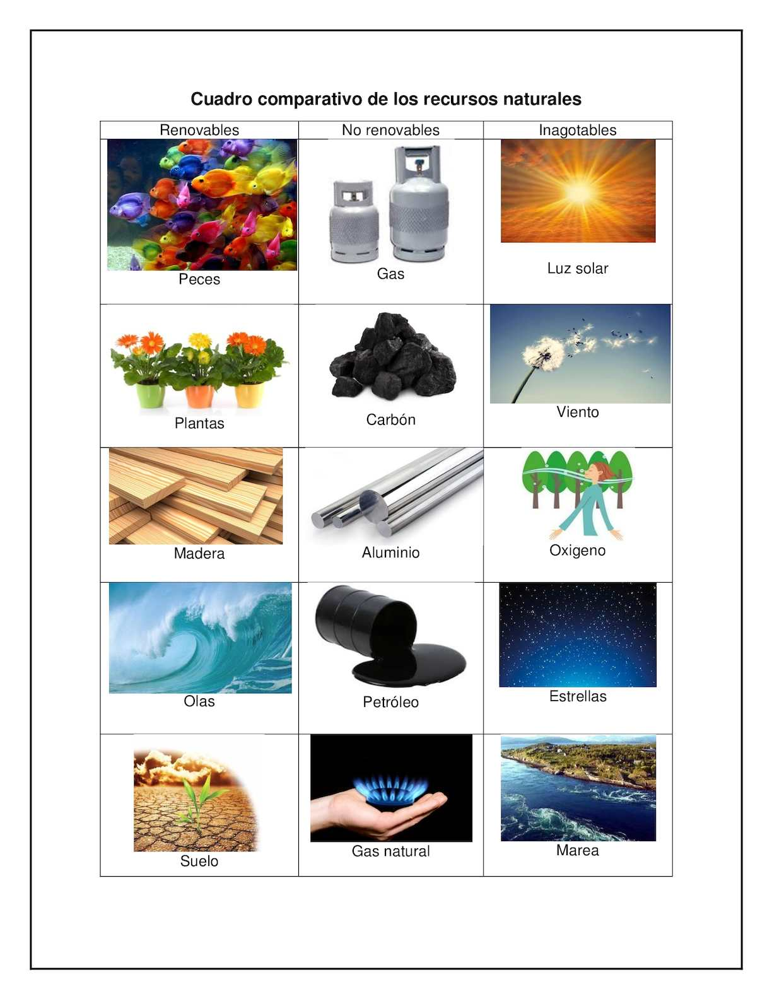 Cuadro comparativo de los recursos naturales
Renovables No renovables Inagotables
Peces Gas Luz solar
Plantas Carbón Viento
Madera Aluminio Oxigeno
Olas Petróleo Estrellas
Suelo Gas natural Marea